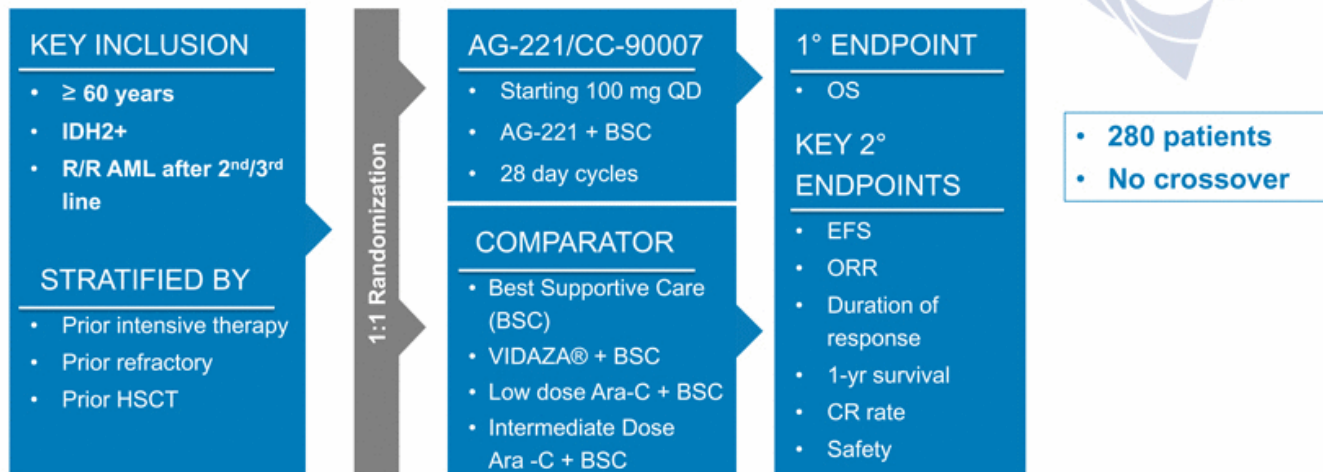 KEY INCLUSION
• ≥ 60 years
• IDH2+
• R/R AML after 2nd/3rd
line
STRATIFIED BY
• Prior intensive therapy
• Prior refractory
• Prior HSCT
1:1 Randomization
AG-221/CC-90007
• Starting 100 mg QD
• AG-221 + BSC
• 28 day cycles
COMPARATOR
• Best Supportive Care
(BSC)
• VIDAZA® + BSC
• Low dose Ara-C + BSC
• Intermediate Dose
Ara -C + BSC
1° ENDPOINT
• OS
KEY 2°
ENDPOINTS
• EFS
• ORR
• Duration of
response
• 1-yr survival
• CR rate
• Safety
• 280 patients
• No crossover